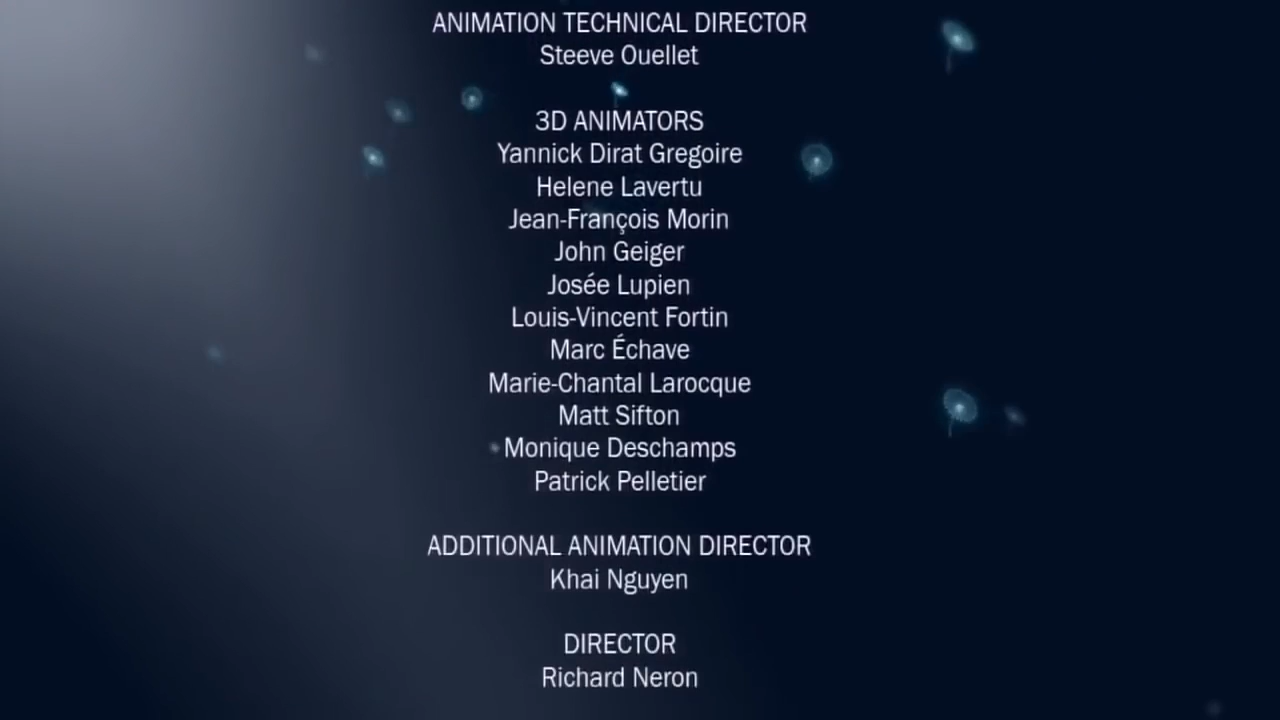 ANIMATION TECHNICAL DIRECTOR
Steeve Ouellet
3D ANIMATORS
Yannick Dirat Gregoire
Helene Lavertu
Jean-François Morin
John Geiger
Josée Lupien
Louis-Vincent Fortin
Marc Échave
Marie-Chantal Larocque
Matt Sifton
Monique Deschamps
Patrick Pelletier
ADDITIONAL ANIMATION DIRECTOR
Khai Nguyen
DIRECTOR
Richard Neron